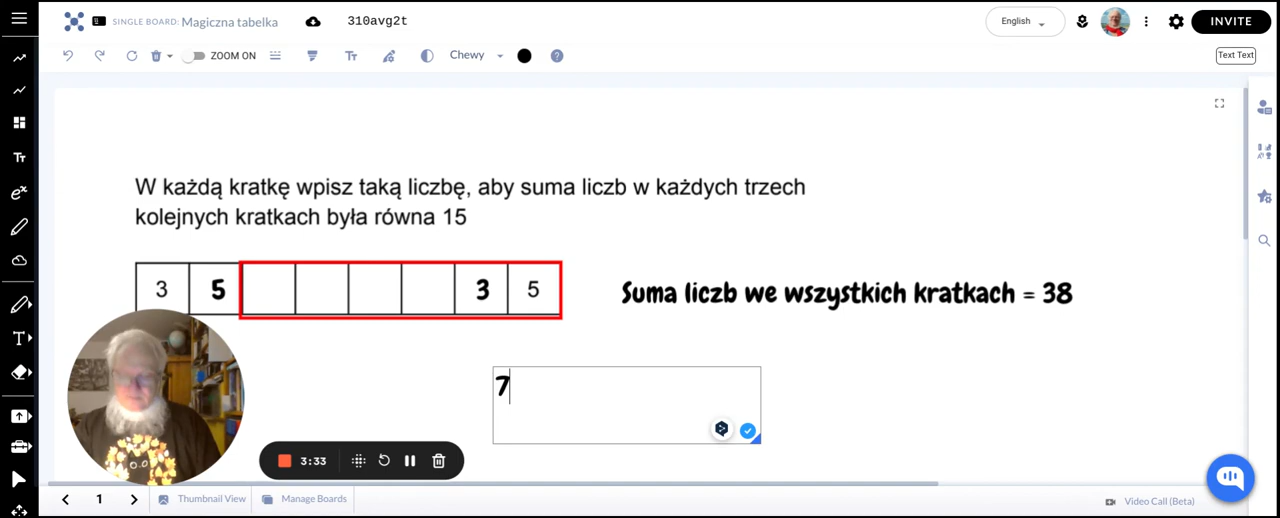 SINGLE BOARD: Magiczna tabelka
310avg2t
English
INVITE
ZOOM ON
Tт
Chewy
Text Text
W każdą kratkę wpisz taką liczbę, aby suma liczb w każdych trzech
kolejnych kratkach była równa 15
3 5 3 5
Suma liczb we wszystkich kratkach = 38
7
3:33
1
Thumbnail View
Manage Boards
Video Call (Beta)